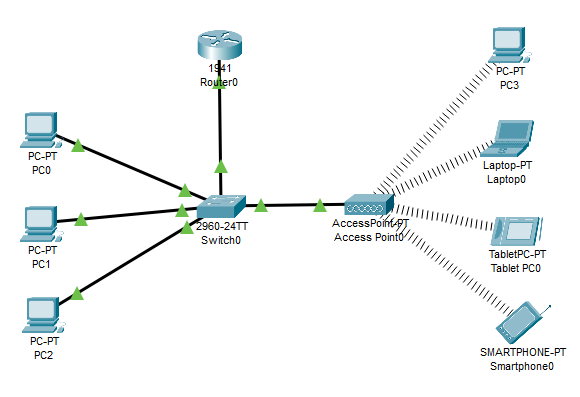 1941
Router0
PC-PT
PC3
PC-PT
PC0
Laptop-PT
Laptop0
2960-24TT
Switch0
AccessPoint-PT
Access Point0
PC-PT
PC1
TabletPC-PT
Tablet PC0
PC-PT
PC2
SMARTPHONE-PT
Smartphone0